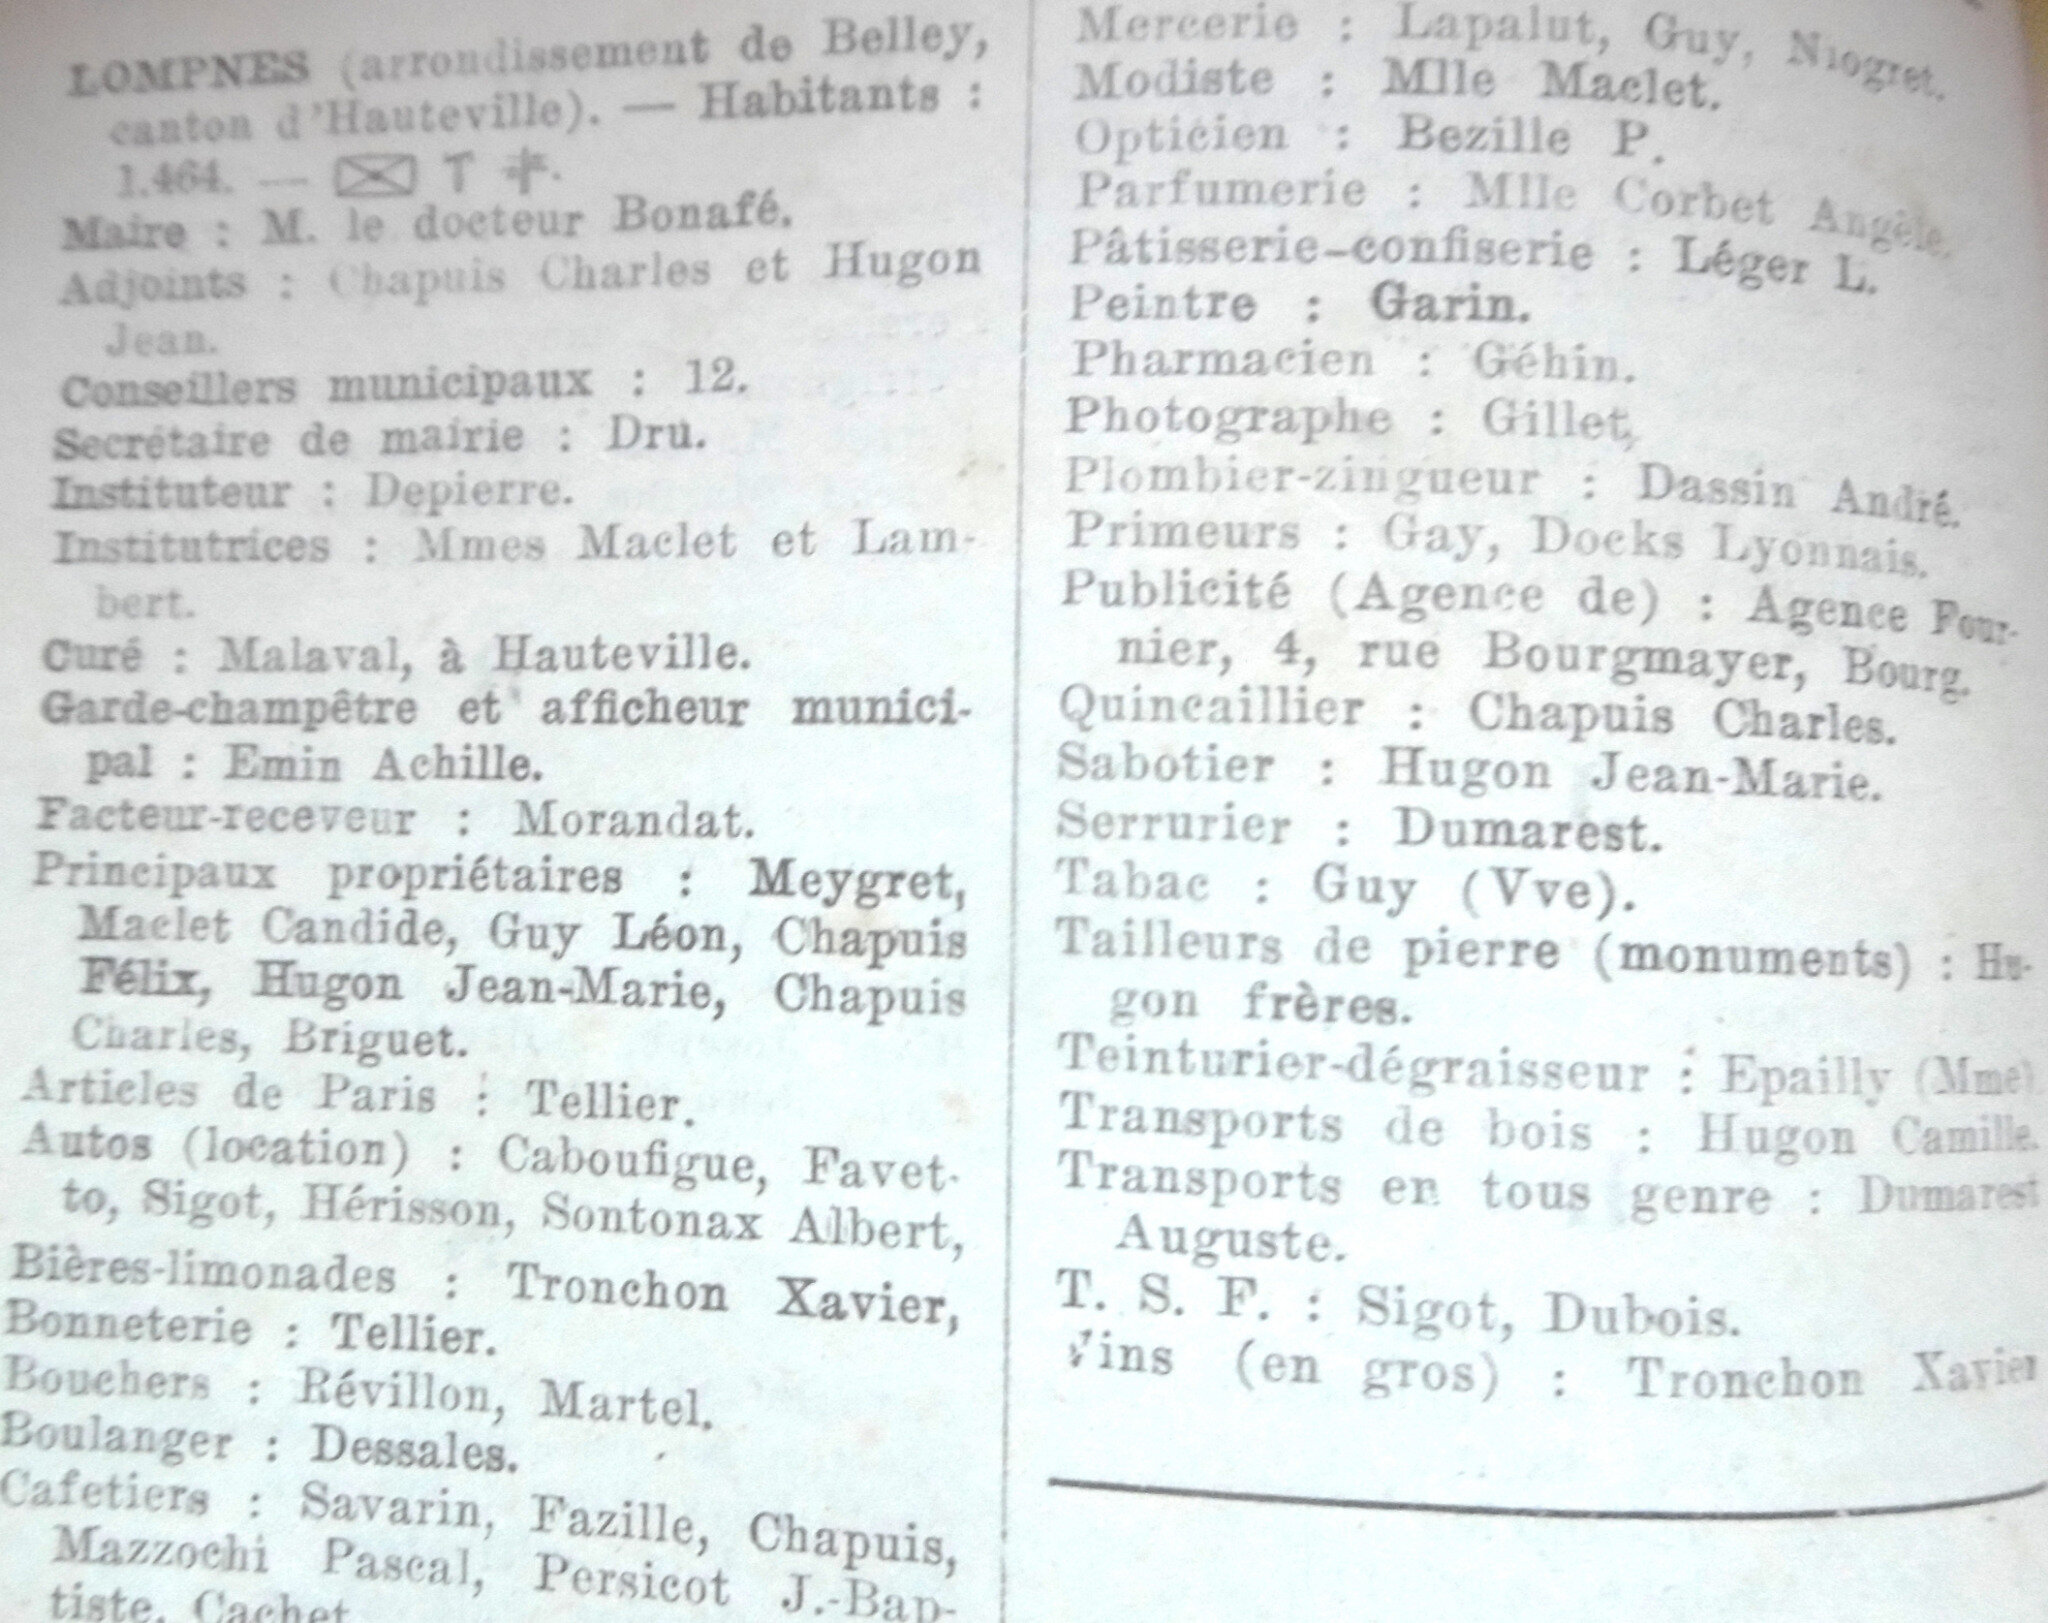 LOMPNES (arrondissement de Belley,
canton d'Hauteville). — Habitants :
1.464. — T
Maire : M. le docteur Bonafé.
Adjoints : Chapuis Charles et Hugon
Jean.
Conseillers municipaux : 12.
Secrétaire de mairie : Dru.
Instituteur : Depierre.
Institutrices : Mmes Maclet et Lam-
bert.
Curé : Malaval, à Hauteville.
Garde-champêtre et afficheur munici-
pal : Emin Achille.
Facteur-receveur : Morandat.
Principaux propriétaires : Meygret,
Maclet Candide, Guy Léon, Chapuis
Félix, Hugon Jean-Marie, Chapuis
Charles, Briguet.
Articles de Paris : Tellier.
Autos (location) : Caboufigue, Favet-
to, Sigot, Hérisson, Sontonax Albert,
Bières-limonades : Tronchon Xavier,
Bonneterie : Tellier.
Bouchers : Révillon, Martel.
Boulanger : Dessales.
Cafetiers : Savarin, Fazille, Chapuis,
Mazzochi Pascal, Persicot J.-Bap-
tiste, Cachet
Mercerie : Lapalut, Guy, Niogret.
Modiste : Mlle Maclet.
Opticien : Bezille P.
Parfumerie : Mlle Corbet Angèle.
Pâtisserie-confiserie : Léger L.
Peintre : Garin.
Pharmacien : Géhin.
Photographe : Gillet,
Plombier-zingueur : Dassin André.
Primeurs : Gay, Docks Lyonnais.
Publicité (Agence de) : Agence Four-
nier, 4, rue Bourgmayer, Bourg.
Quincaillier : Chapuis Charles.
Sabotier : Hugon Jean-Marie.
Serrurier : Dumarest.
Tabac : Guy (Vve).
Tailleurs de pierre (monuments) : Hu-
gon frères.
Teinturier-dégraisseur : Epailly (Mme).
Transports de bois : Hugon Camille.
Transports en tous genre : Dumarest
Auguste.
T. S. F. : Sigot, Dubois.
Vins (en gros) : Tronchon Xavier